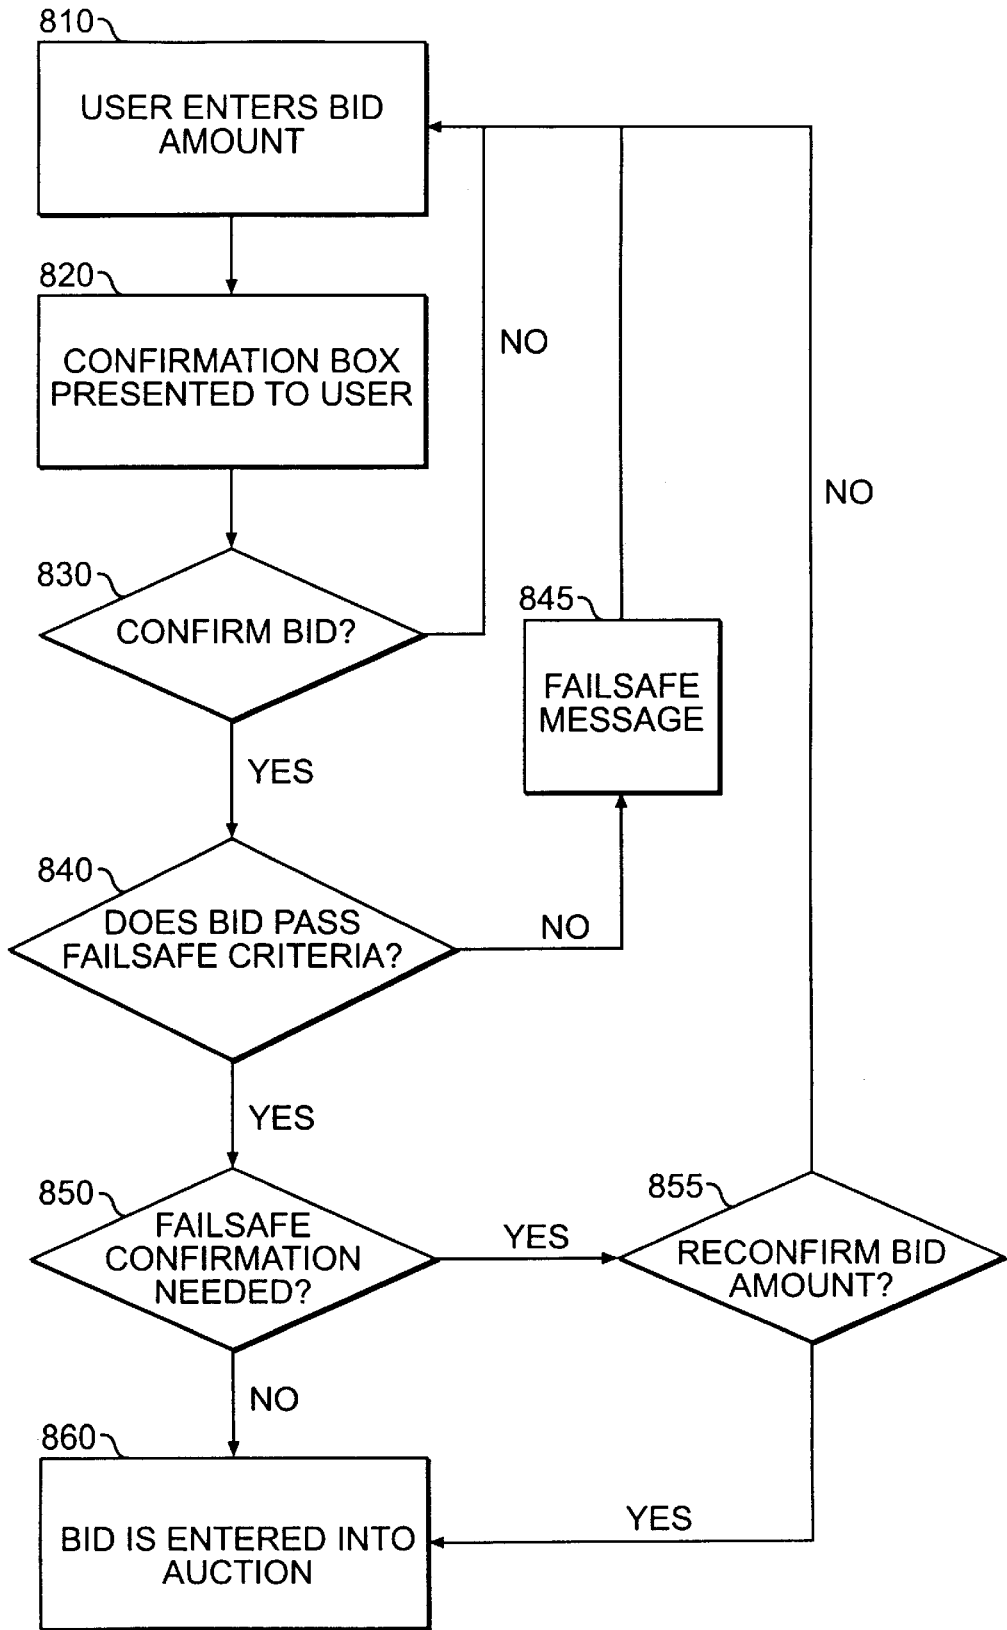 810
USER ENTERS BID
AMOUNT
820
CONFIRMATION BOX
PRESENTED TO USER
NO
NO
830
CONFIRM BID?
845
FAILSAFE
MESSAGE
YES
840
DOES BID PASS
FAILSAFE CRITERIA?
NO
YES
850
FAILSAFE
CONFIRMATION
NEEDED?
YES
855
RECONFIRM BID
AMOUNT?
NO
860
BID IS ENTERED INTO
AUCTION
YES